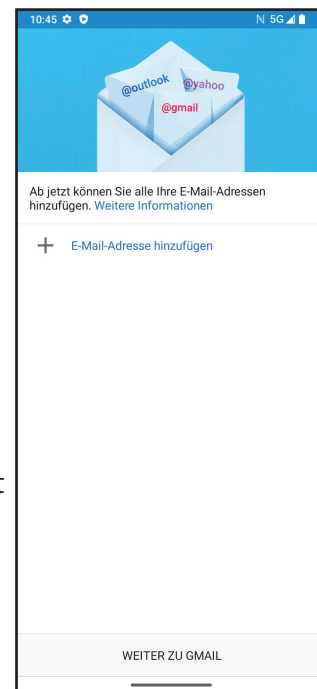 10:45 5G
@outlook @yahoo
@gmail
Ab jetzt können Sie alle Ihre E-Mail-Adressen
hinzufügen. Weitere Informationen
E-Mail-Adresse hinzufügen
t
WEITER ZU GMAIL